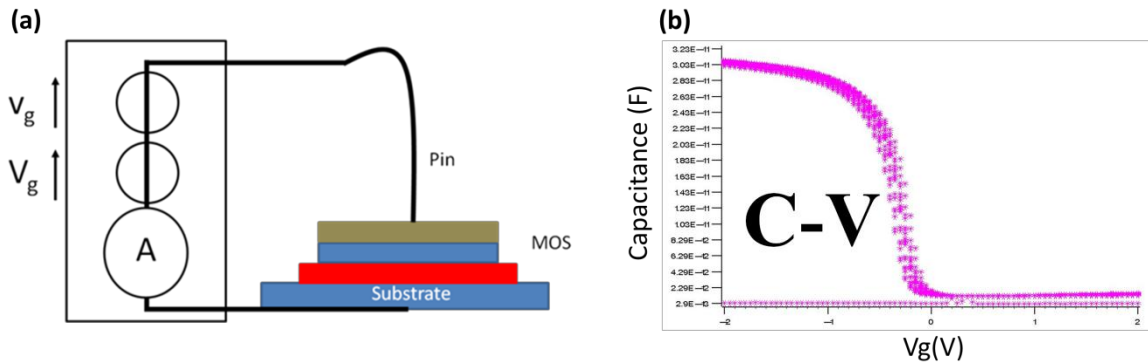 (a)
v_g
V_g
A
Pin
MOS
Substrate
(b)
Capacitance (F)
3.23E-11
3.03E-11
2.83E-11
2.63E-11
2.43E-11
2.23E-11
2.03E-11
1.83E-11
1.63E-11
1.43E-11
1.23E-11
1.03E-11
8.29E-12
6.29E-12
4.29E-12
2.29E-12
2.9E-13
C-V
-2
-1
0
1
2
Vg(V)